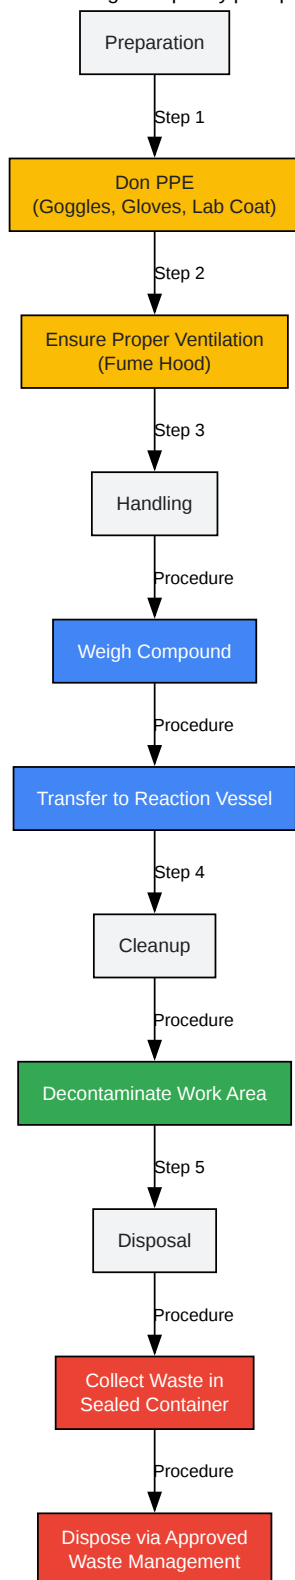 Preparation
Step 1
Don PPE
(Goggles, Gloves, Lab Coat)
Step 2
Ensure Proper Ventilation
(Fume Hood)
Step 3
Handling
Procedure
Weigh Compound
Procedure
Transfer to Reaction Vessel
Step 4
Cleanup
Procedure
Decontaminate Work Area
Step 5
Disposal
Procedure
Collect Waste in
Sealed Container
Procedure
Dispose via Approved
Waste Management